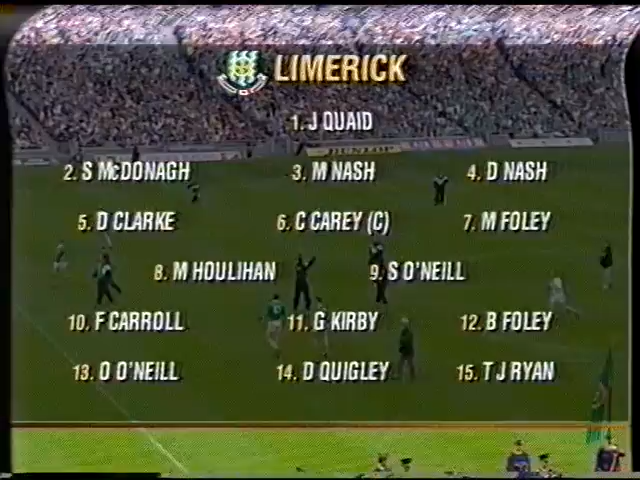 LIMERICK
1. J QUAID
DUNLOP
2. S McDONAGH 3. M NASH 4. D NASH
5. D CLARKE 6. C CAREY (C) 7. M FOLEY
8. M HOULIHAN 9. S O'NEILL
10. F CARROLL 11. G KIRBY 12. B FOLEY
13. O O'NEILL 14. D QUIGLEY 15. T J RYAN